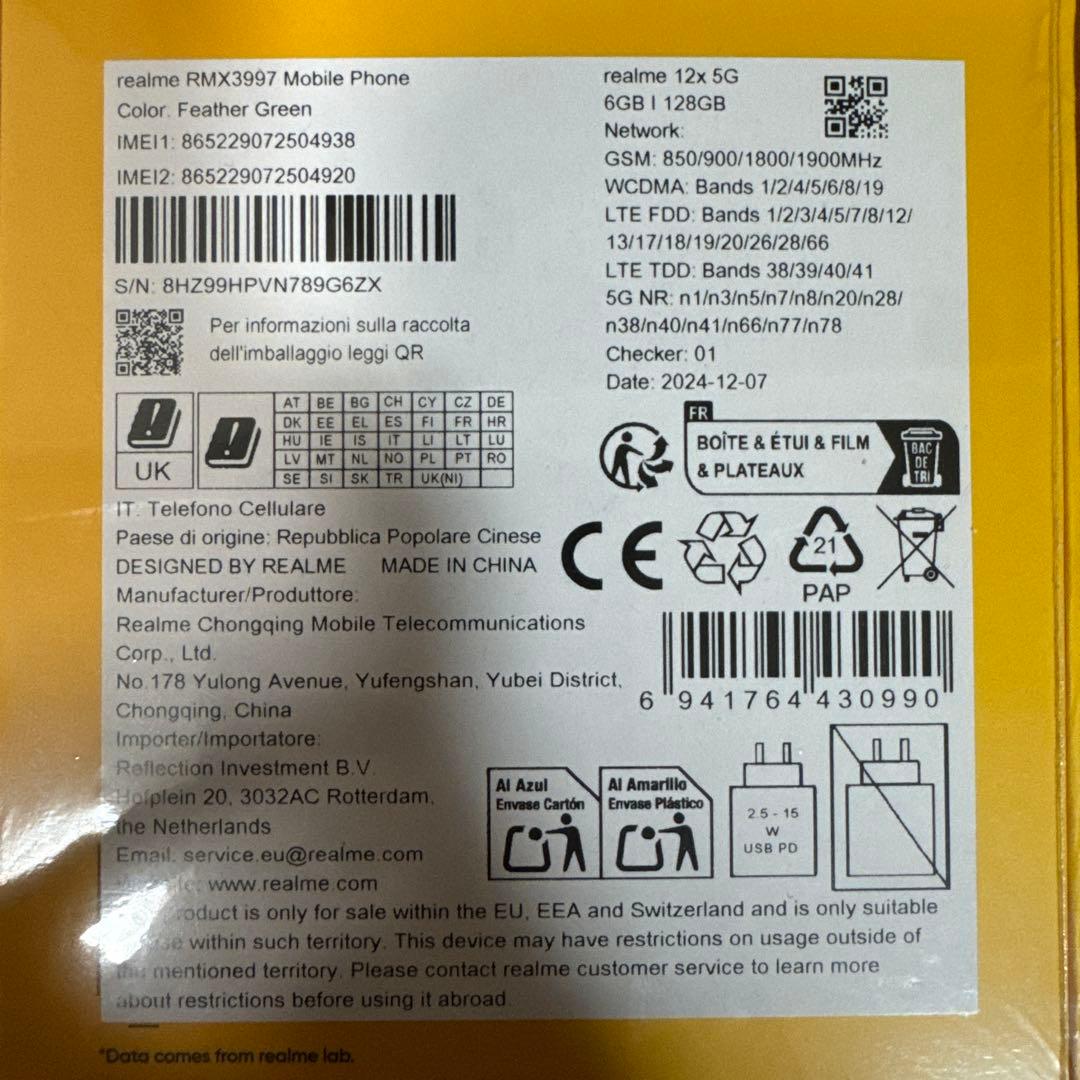 realme RMX3997 Mobile Phone
Color: Feather Green
IMEI1: 865229072504938
IMEI2: 865229072504920
S/N: 8HZ99HPVN789G6ZX
Per informazioni sulla raccolta
dell'imballaggio leggi QR
UK
AT BE BG CH CY CZ DE
DK EE EL ES FI FR HR
HU IE IS IT LI LT LU
LV MT NL NO PL PT RO
SE SI SK TR UK(NI)
IT: Telefono Cellulare
Paese di origine: Repubblica Popolare Cinese
DESIGNED BY REALME MADE IN CHINA
Manufacturer/Produttore:
Realme Chongqing Mobile Telecommunications
Corp., Ltd.
No.178 Yulong Avenue, Yufengshan, Yubei District,
Chongqing, China
Importer/Importatore:
Reflection Investment B.V.
Hofplein 20, 3032AC Rotterdam,
the Netherlands
Email: service.eu@realme.com
www.realme.com
realme 12x 5G
6GB | 128GB
Network:
GSM: 850/900/1800/1900MHz
WCDMA: Bands 1/2/4/5/6/8/19
LTE FDD: Bands 1/2/3/4/5/7/8/12/
13/17/18/19/20/26/28/66
LTE TDD: Bands 38/39/40/41
5G NR: n1/n3/n5/n7/n8/n20/n28/
n38/n40/n41/n66/n77/n78
Checker: 01
Date: 2024-12-07
FR
BOÎTE & ÉTUI & FILM
& PLATEAUX
BAC
DE
TRI
CE
21
PAP
6 941764 430990
Al Azul
Envase Cartón
Al Amarillo
Envase Plástico
2.5 - 15
W
USB PD
product is only for sale within the EU, EEA and Switzerland and is only suitable
within such territory. This device may have restrictions on usage outside of
the mentioned territory. Please contact realme customer service to learn more
about restrictions before using it abroad.
*Data comes from realme lab.